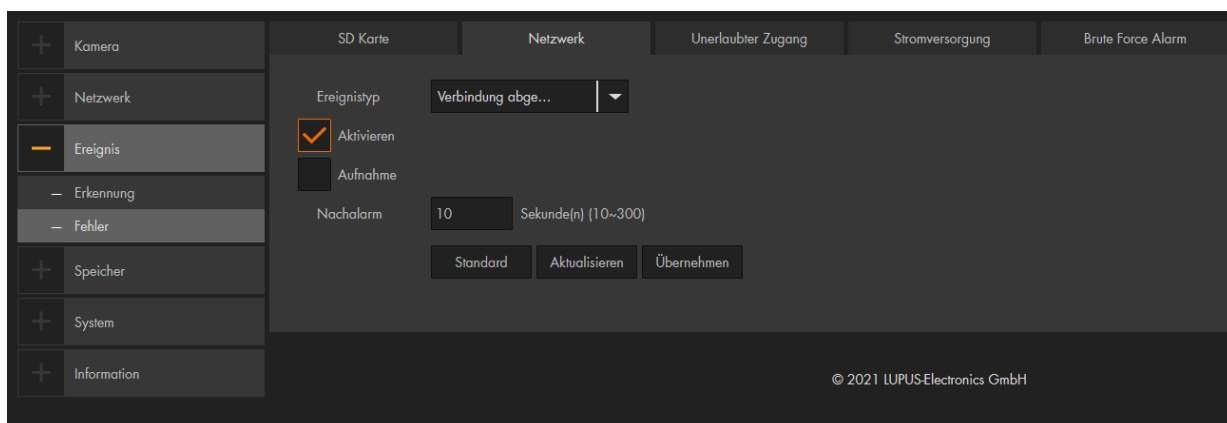 SD Karte
Netzwerk
Unerlaubter Zugang
Stromversorgung
Brute Force Alarm
Kamera
Netzwerk
Ereignis
Erkennung
Fehler
Speicher
System
Information
Ereignistyp
Verbindung abge...
Aktivieren
Aufnahme
Nachalarm
10
Sekunde(n) (10~300)
Standard
Aktualisieren
Übernehmen
© 2021 LUPUS-Electronics GmbH